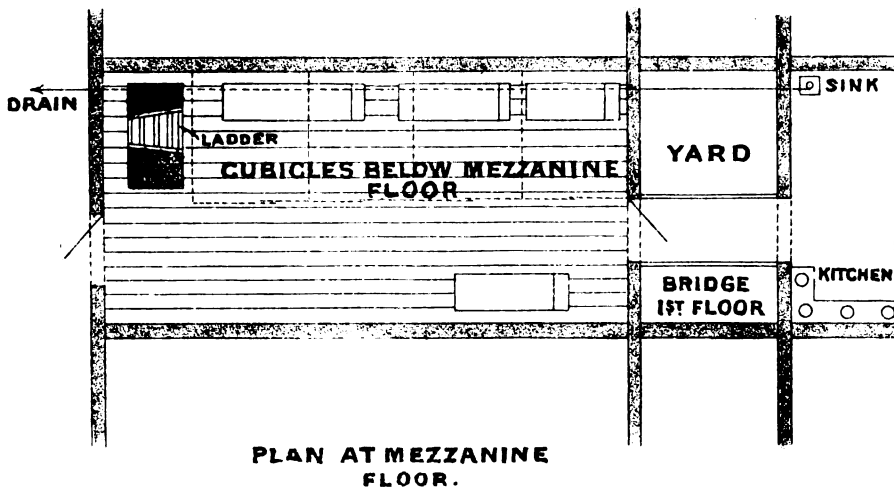 DRAIN
LADDER
SINK
YARD
CUBICLES BELOW MEZZANINE
FLOOR
KITCHEN
BRIDGE
1ST FLOOR
PLAN AT MEZZANINE
FLOOR.